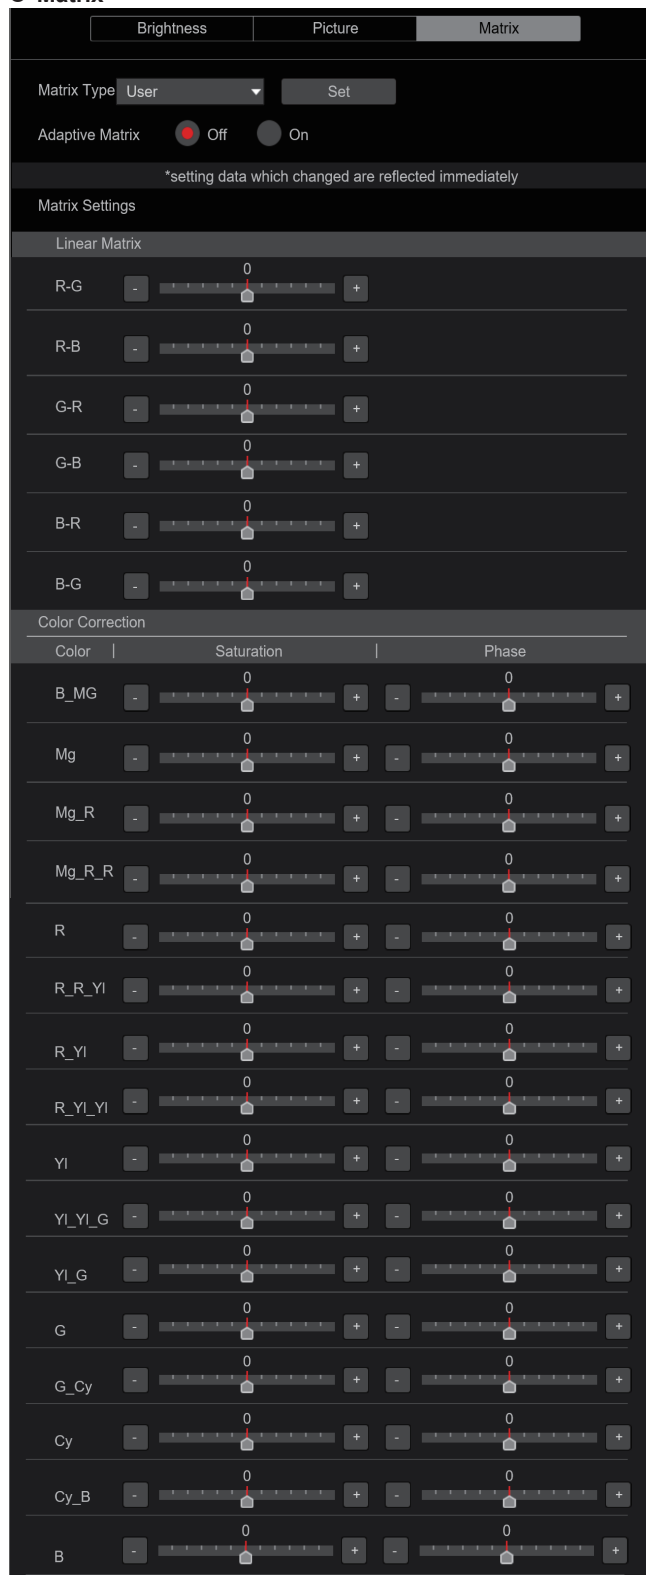 Brightness Picture Matrix
Matrix Type User Set
Adaptive Matrix Off On
*setting data which changed are reflected immediately
Matrix Settings
Linear Matrix
0
R-G - +
0
R-B - +
0
G-R - +
0
G-B - +
0
B-R - +
0
B-G - +
Color Correction
Color | Saturation | Phase
0 0
B_MG - + - +
0 0
Mg - + - +
0 0
Mg_R - + - +
0 0
Mg_R_R - + - +
0 0
R - + - +
0 0
R_R_Yl - + - +
0 0
R_Yl - + - +
0 0
R_Yl_Yl - + - +
0 0
Yl - + - +
0 0
Yl_Yl_G - + - +
0 0
Yl_G - + - +
0 0
G - + - +
0 0
G_Cy - + - +
0 0
Cy - + - +
0 0
Cy_B - + - +
0 0
B - + - +